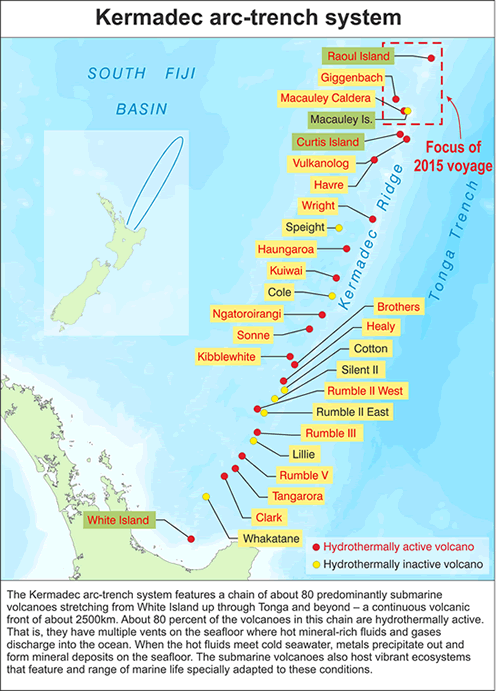 Kermadec arc-trench system
SOUTH FIJI
BASIN
Raoul Island
Giggenbach
Macauley Caldera
Macauley Is.
Curtis Island
Focus of
2015 voyage
Vulkanolog
Havre
Wright
Speight
Kermadec Ridge
Tonga Trench
Haungaroa
Kuiwai
Cole
Ngatoroirangi
Brothers
Sonne
Healy
Kibblewhite
Cotton
Silent II
Rumble II West
Rumble II East
Rumble III
Lillie
Rumble V
Tangarora
Clark
White Island
Whakatane
Hydrothermally active volcano
Hydrothermally inactive volcano
The Kermadec arc-trench system features a chain of about 80 predominantly submarine
volcanoes stretching from White Island up through Tonga and beyond – a continuous volcanic
front of about 2500km. About 80 percent of the volcanoes in this chain are hydrothermally active.
That is, they have multiple vents on the seafloor where hot mineral-rich fluids and gases
discharge into the ocean. When the hot fluids meet cold seawater, metals precipitate out and
form mineral deposits on the seafloor. The submarine volcanoes also host vibrant ecosystems
that feature and range of marine life specially adapted to these conditions.